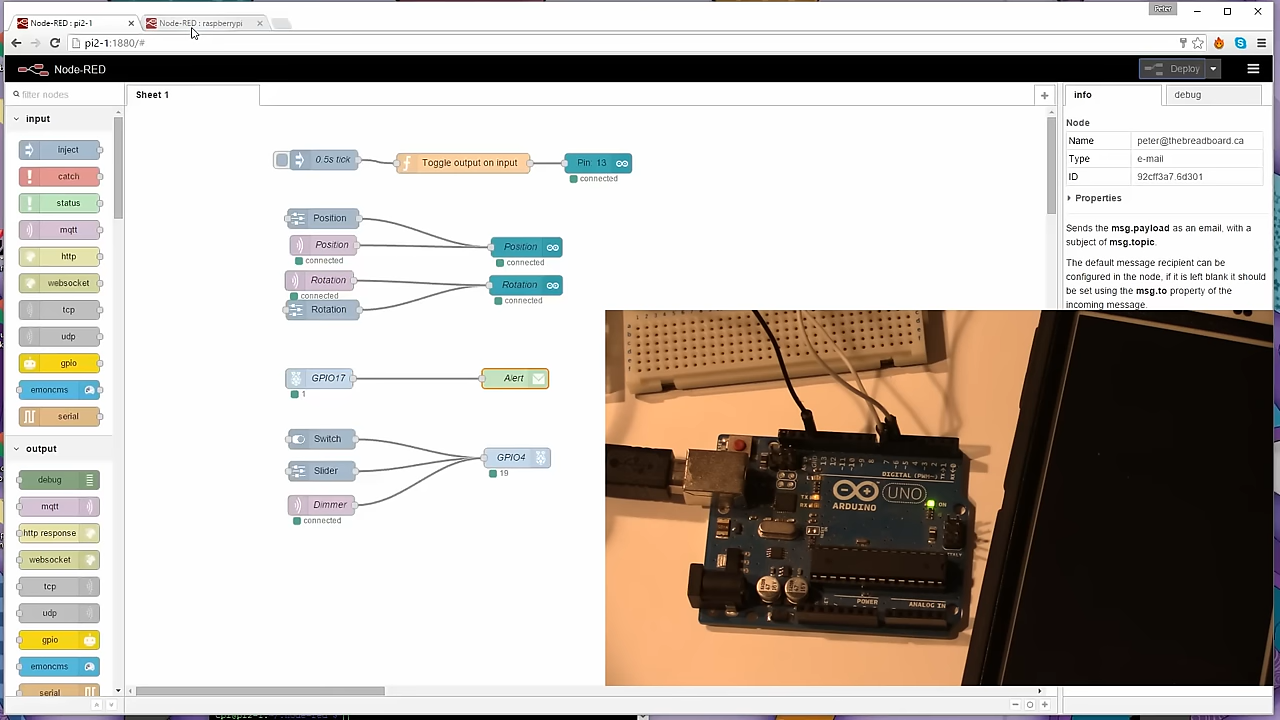 Peter
Node-RED : pi2-1
Node-RED : raspberrypi
pi2-1:1880/#
Node-RED
Deploy
filter nodes
Sheet 1
info
debug
input
inject
catch
status
mqtt
http
websocket
tcp
udp
gpio
emoncms
serial
output
debug
mqtt
http response
websocket
tcp
udp
gpio
emoncms
serial
0.5s tick
Toggle output on input
Pin 13
connected
Position
Position
connected
Position
connected
Rotation
connected
Rotation
Rotation
connected
GPIO17
1
Alert
Switch
Slider
Dimmer
connected
GPIO4
19
Node
Name peter@thebreadboard.ca
Type e-mail
ID 92cff3a7.6d301
Properties
Sends the msg.payload as an email, with a
subject of msg.topic.
The default message recipient can be
configured in the node, if it is left blank it should
be set using the msg.to property of the
incoming message.
DIGITAL (PWM~)
UNO
ARDUINO
TX
RX
ON
POWER
ANALOG IN